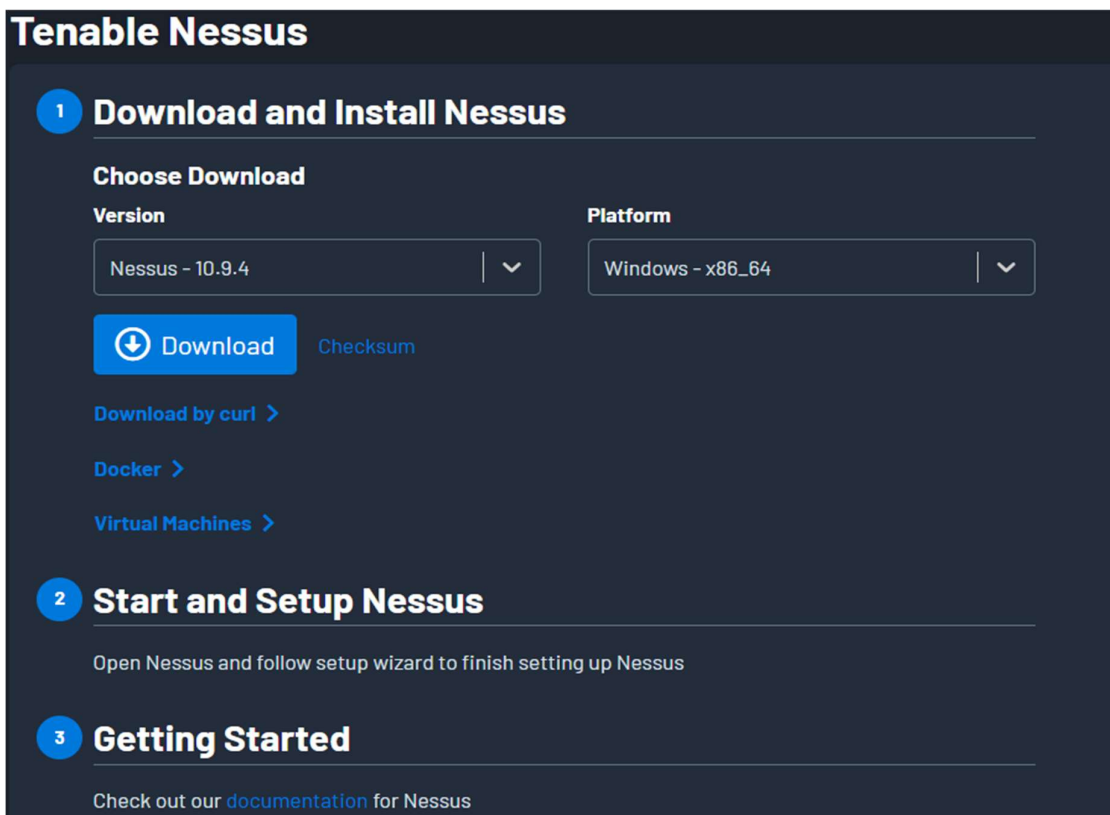 Tenable Nessus
1 Download and Install Nessus
Choose Download
Version Platform
Nessus - 10.9.4 Windows - x86_64
Download Checksum
Download by curl
Docker
Virtual Machines
2 Start and Setup Nessus
Open Nessus and follow setup wizard to finish setting up Nessus
3 Getting Started
Check out our documentation for Nessus